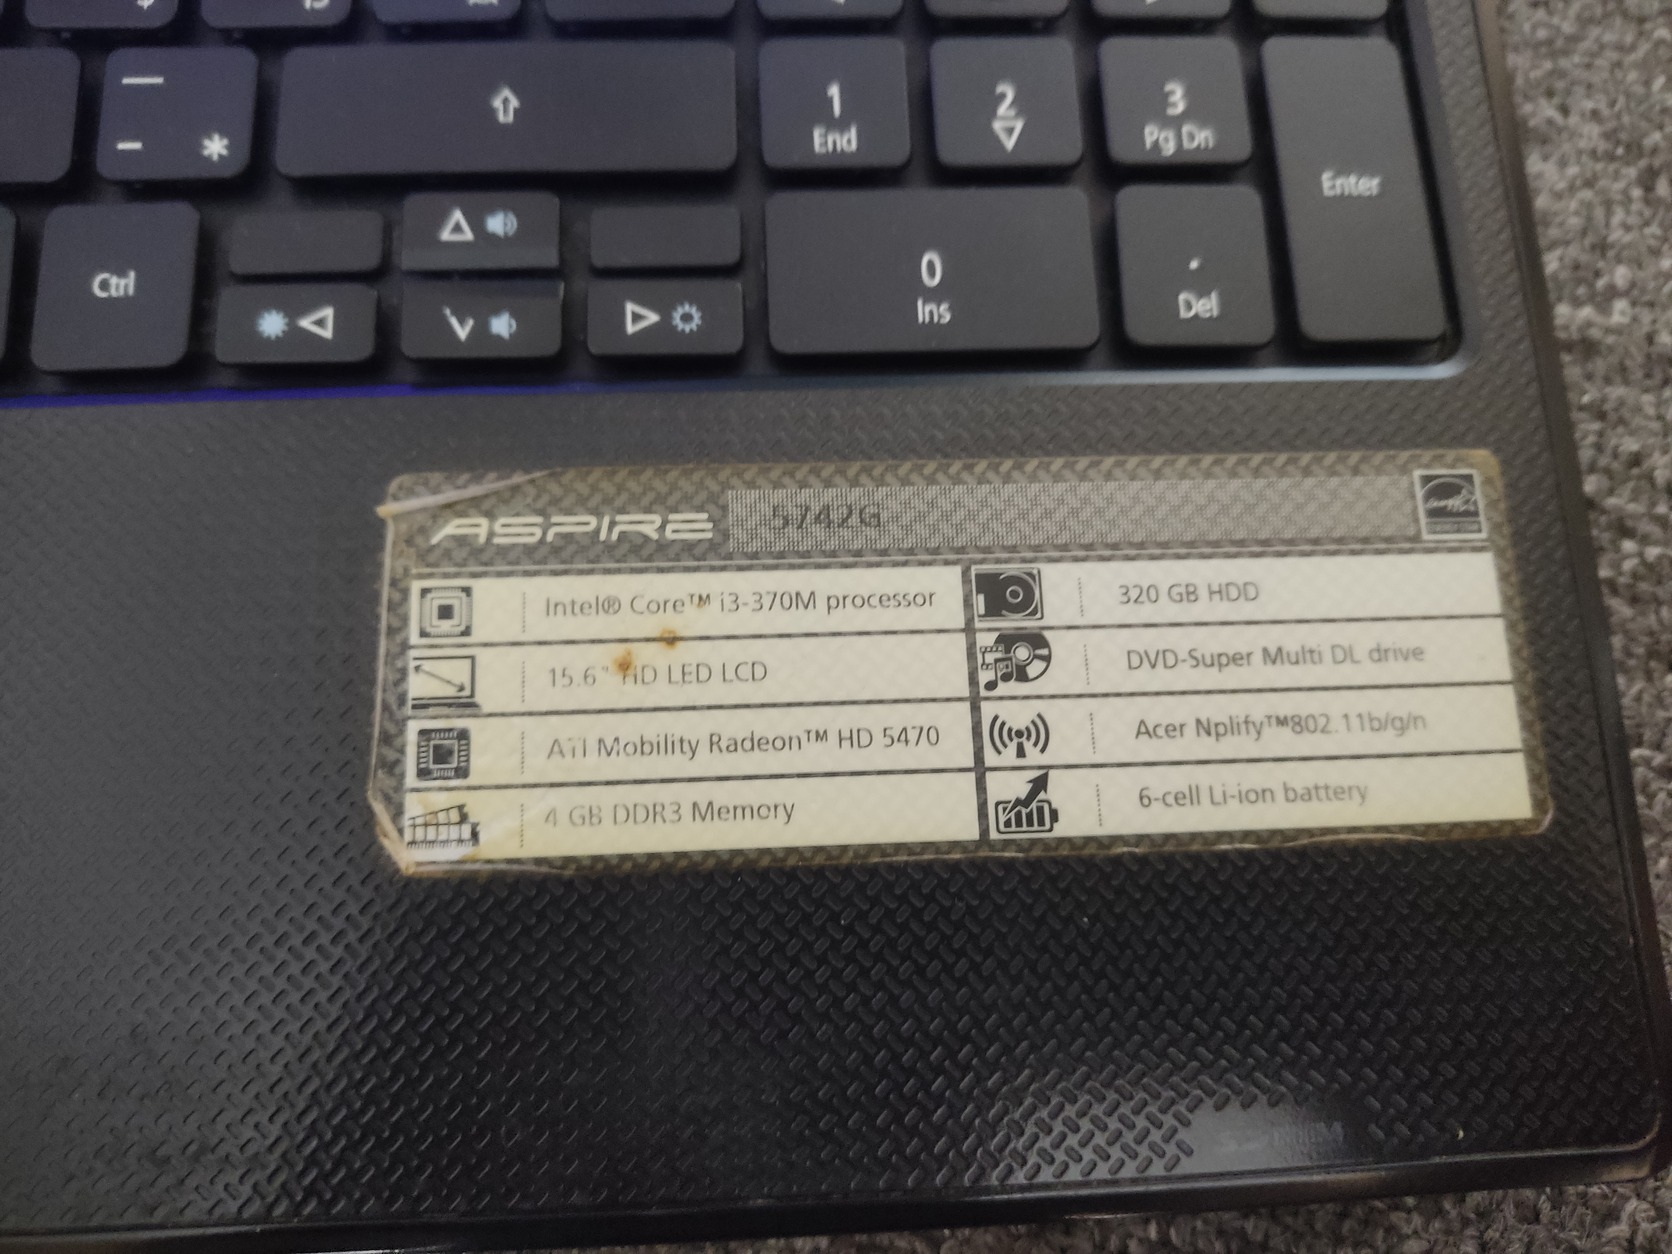 1 2 3
End Pg Dn
Enter
- *
Ctrl
0 .
Ins Del
ASPIRE 5742G
Intel® Core™ i3-370M processor
320 GB HDD
15.6" HD LED LCD
DVD-Super Multi DL drive
ATI Mobility Radeon™ HD 5470
Acer Nplify™802.11b/g/n
4 GB DDR3 Memory
6-cell Li-ion battery